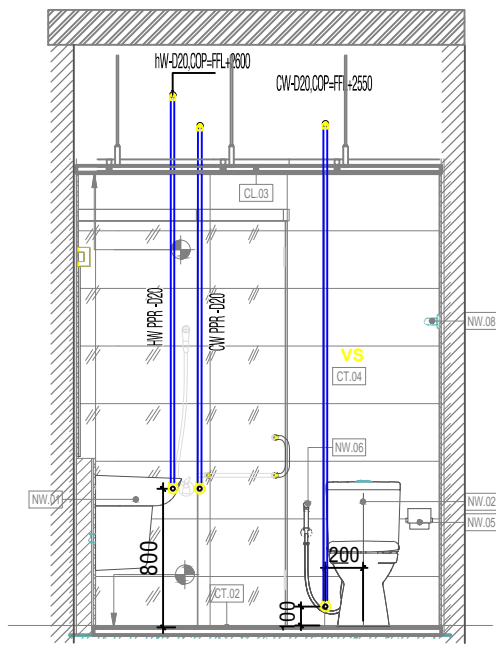 hW-D20,COP=FFL+2600
CW-D20,COP=FFL+2550
CL.03
HW PPR -D20
CW PPR -D20
NW.08
VS
CT.04
NW.06
NW.01
NW.02
NW.05
800
200
CT.02